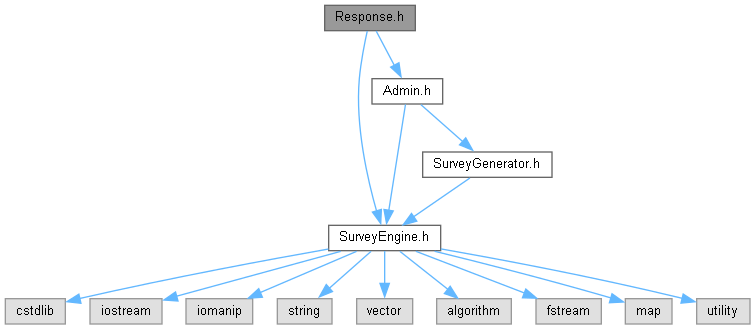 Response.h
Admin.h
SurveyGenerator.h
SurveyEngine.h
cstdlib
iostream
iomanip
string
vector
algorithm
fstream
map
utility